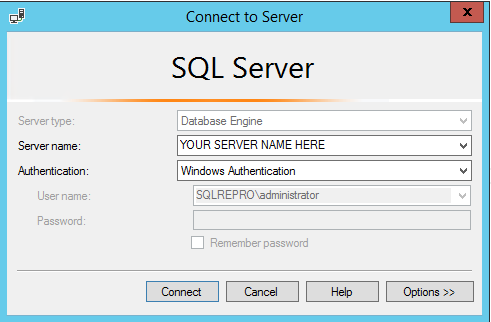 Connect to Server
x
SQL Server
Server type: Database Engine
Server name: YOUR SERVER NAME HERE
Authentication: Windows Authentication
User name: SQLREPRO\administrator
Password:
Remember password
Connect Cancel Help Options >>